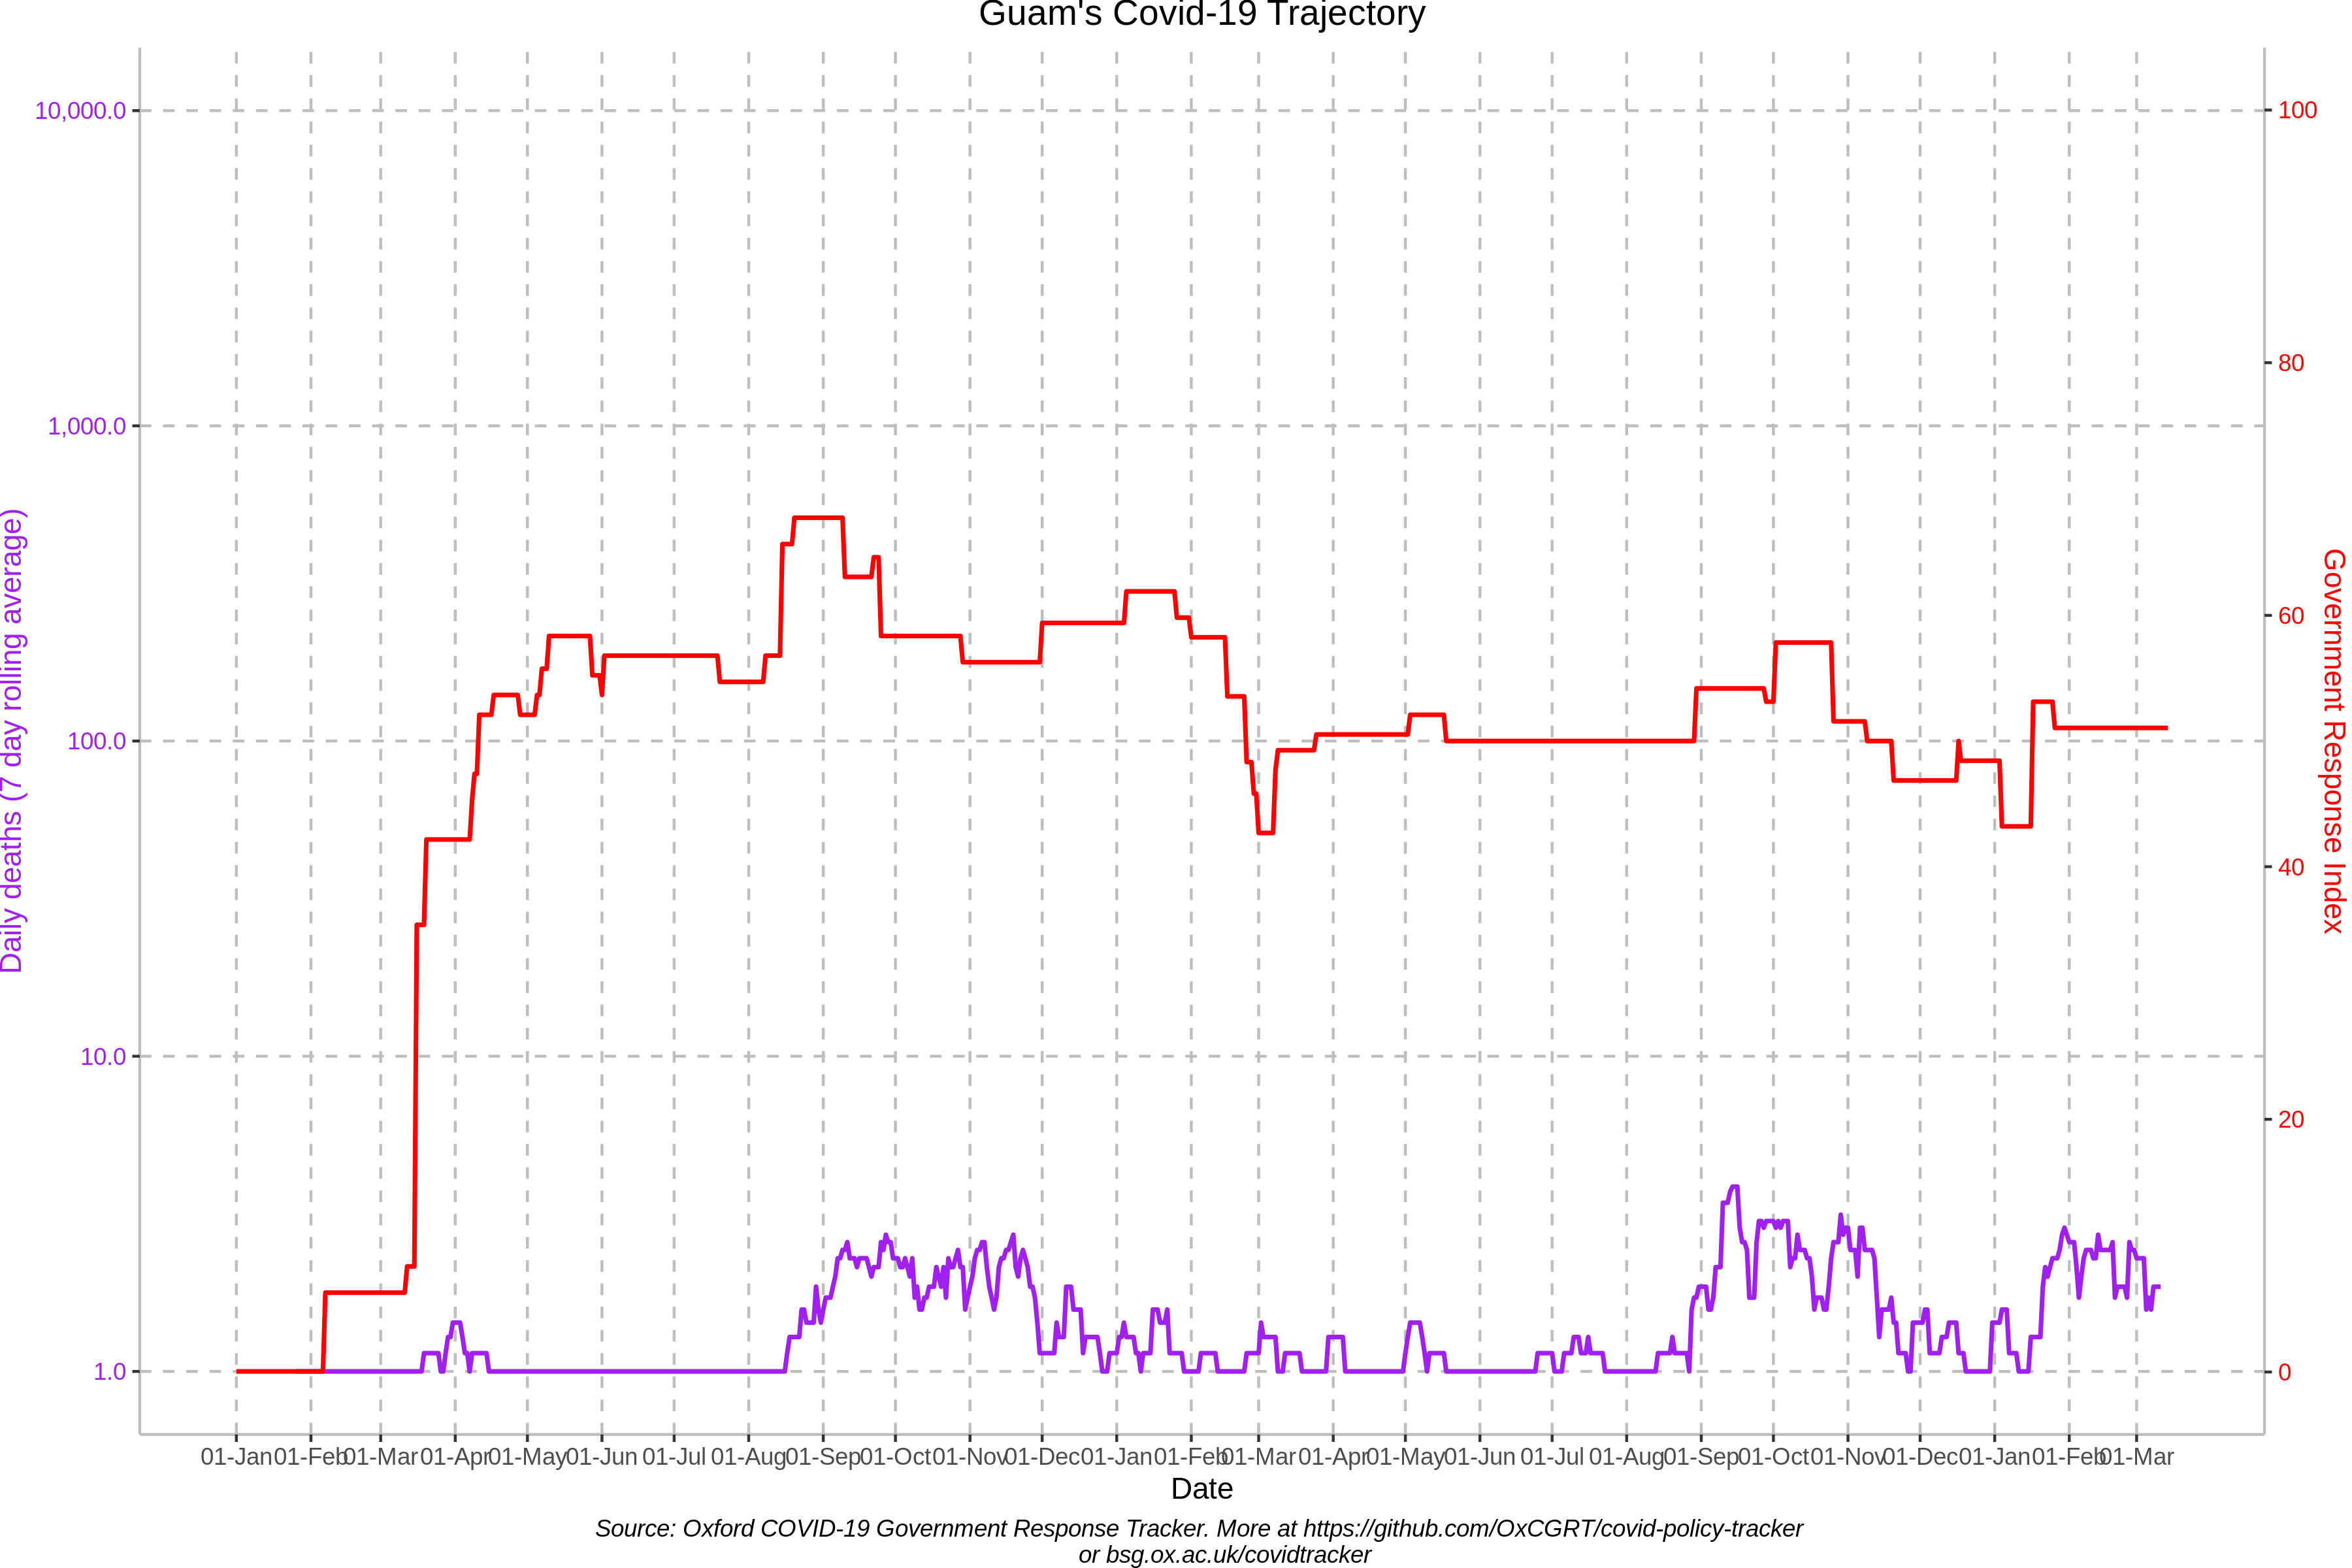 Guam's Covid-19 Trajectory
Daily deaths (7 day rolling average)
10,000.0
1,000.0
100.0
10.0
1.0
100
80
60
40
20
0
Government Response Index
01-Jan 01-Feb 01-Mar 01-Apr 01-May 01-Jun 01-Jul 01-Aug 01-Sep 01-Oct 01-Nov 01-Dec 01-Jan 01-Feb 01-Mar 01-Apr 01-May 01-Jun 01-Jul 01-Aug 01-Sep 01-Oct 01-Nov 01-Dec 01-Jan 01-Feb 01-Mar
Date
Source: Oxford COVID-19 Government Response Tracker. More at https://github.com/OxCGRT/covid-policy-tracker
or bsg.ox.ac.uk/covidtracker